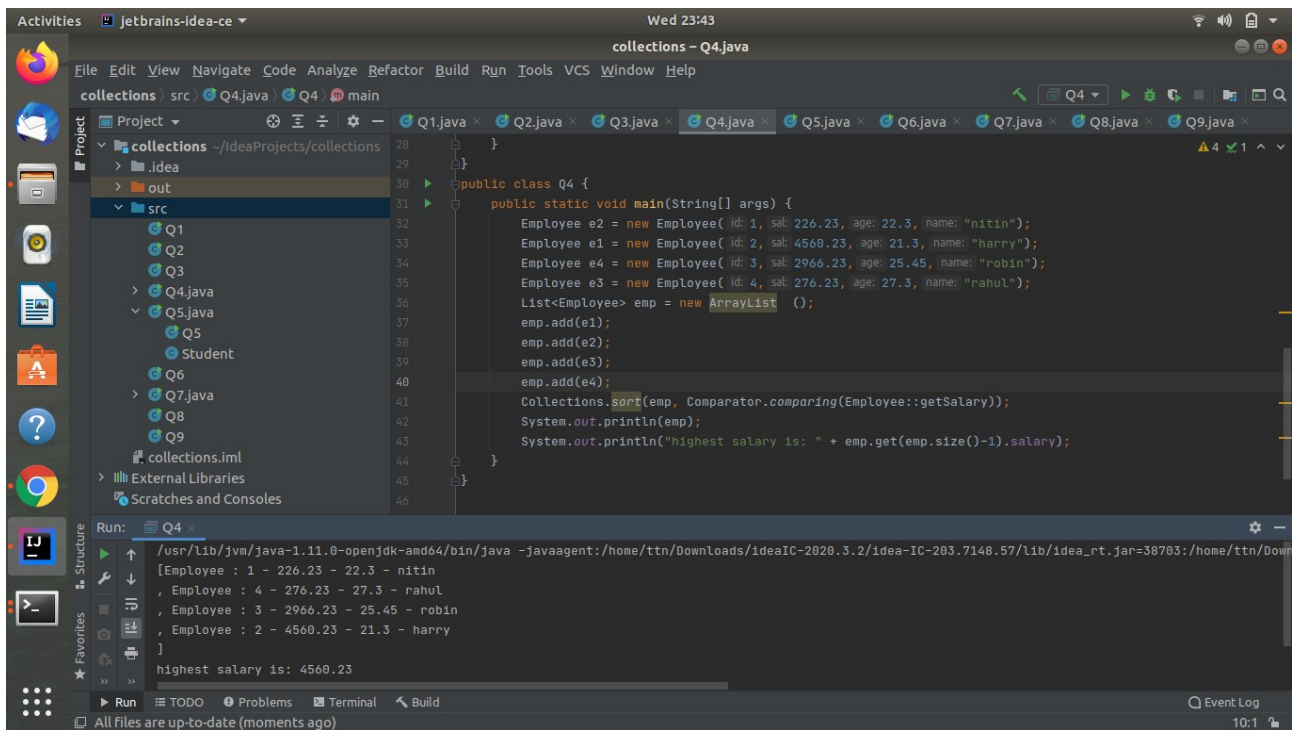 Activities jetbrains-idea-ce Wed 23:43
collections – Q4.java
File Edit View Navigate Code Analyze Refactor Build Run Tools VCS Window Help
collections src Q4.java Q4 main Q4
Project Q1.java Q2.java Q3.java Q4.java Q5.java Q6.java Q7.java Q8.java Q9.java
Project
collections ~/IdeaProjects/collections
.idea
out
src
Q1
Q2
Q3
Q4.java
Q5.java
Q5
Student
Q6
Q7.java
Q8
Q9
collections.iml
External Libraries
Scratches and Consoles
4 1
28 }
29 }
30 public class Q4 {
31 public static void main(String[] args) {
32 Employee e2 = new Employee( id: 1, sal: 226.23, age: 22.3, name: "nitin");
33 Employee e1 = new Employee( id: 2, sal: 4560.23, age: 21.3, name: "harry");
34 Employee e4 = new Employee( id: 3, sal: 2966.23, age: 25.45, name: "robin");
35 Employee e3 = new Employee( id: 4, sal: 276.23, age: 27.3, name: "rahul");
36 List<Employee> emp = new ArrayList ();
37 emp.add(e1);
38 emp.add(e2);
39 emp.add(e3);
40 emp.add(e4);
41 Collections.sort(emp, Comparator.comparing(Employee::getSalary));
42 System.out.println(emp);
43 System.out.println("highest salary is: " + emp.get(emp.size()-1).salary);
44 }
45 }
46
Structure
Favorites
Run: Q4
/usr/lib/jvm/java-1.11.0-openjdk-amd64/bin/java -javaagent:/home/ttn/Downloads/ideaIC-2020.3.2/idea-IC-203.7148.57/lib/idea_rt.jar=38703:/home/ttn/Down
[Employee : 1 - 226.23 - 22.3 - nitin
, Employee : 4 - 276.23 - 27.3 - rahul
, Employee : 3 - 2966.23 - 25.45 - robin
, Employee : 2 - 4560.23 - 21.3 - harry
]
highest salary is: 4560.23
Run TODO Problems Terminal Build Event Log
All files are up-to-date (moments ago) 10:1